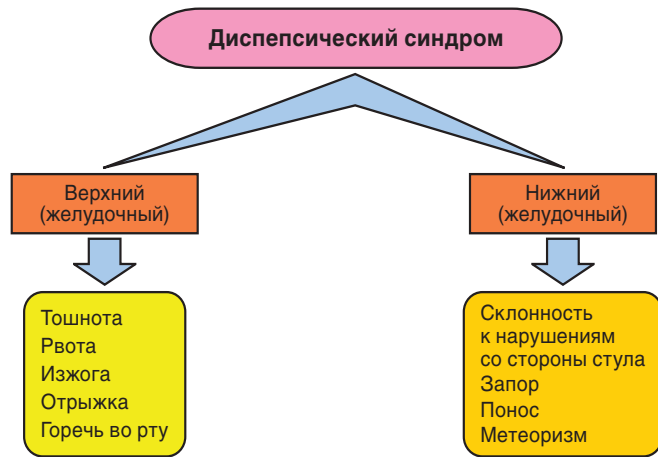 Диспепсический синдром
Верхний
(желудочный)
Нижний
(желудочный)
Тошнота
Рвота
Изжога
Отрыжка
Горечь во рту
Склонность
к нарушениям
со стороны стула
Запор
Понос
Метеоризм